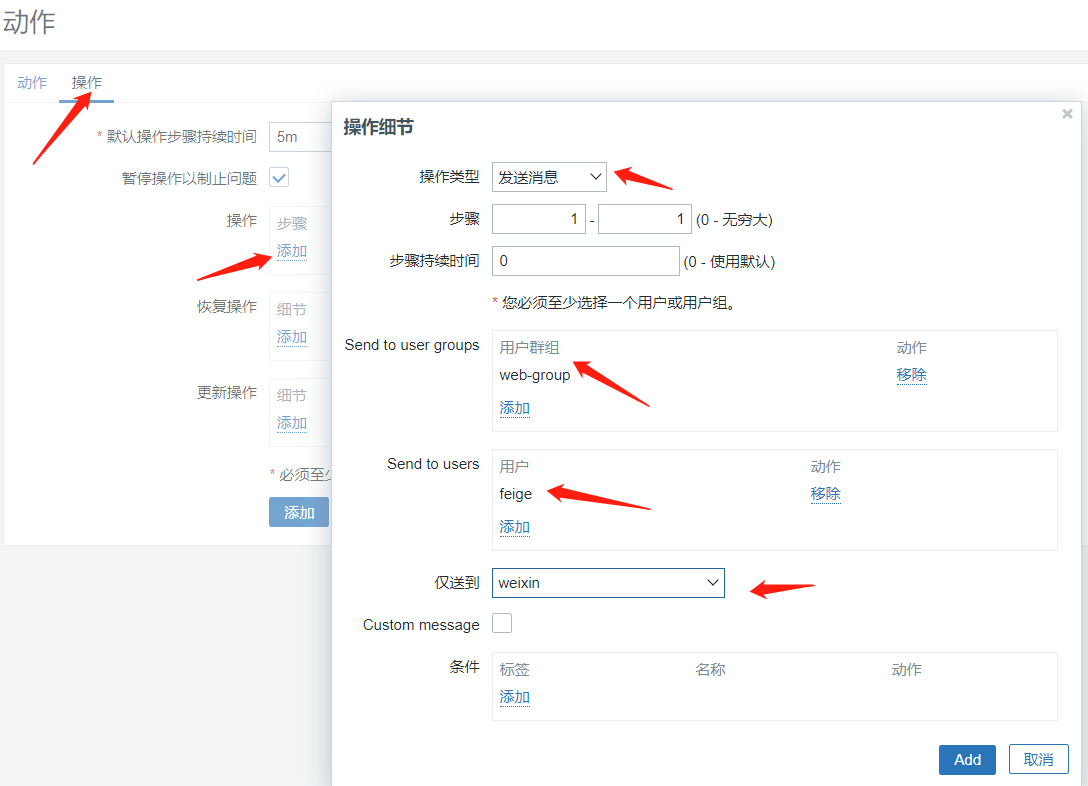 动作
动作 操作
* 默认操作步骤持续时间 5m
暂停操作以制止问题
操作 步骤
添加
恢复操作 细节
添加
更新操作 细节
添加
* 必须至
添加
操作细节
操作类型 发送消息
步骤 1 - 1 (0 - 无穷大)
步骤持续时间 0 (0 - 使用默认)
* 您必须至少选择一个用户或用户组。
Send to user groups 用户群组 动作
web-group 移除
添加
Send to users 用户 动作
feige 移除
添加
仅送到 weixin
Custom message
条件 标签 名称 动作
添加
Add 取消